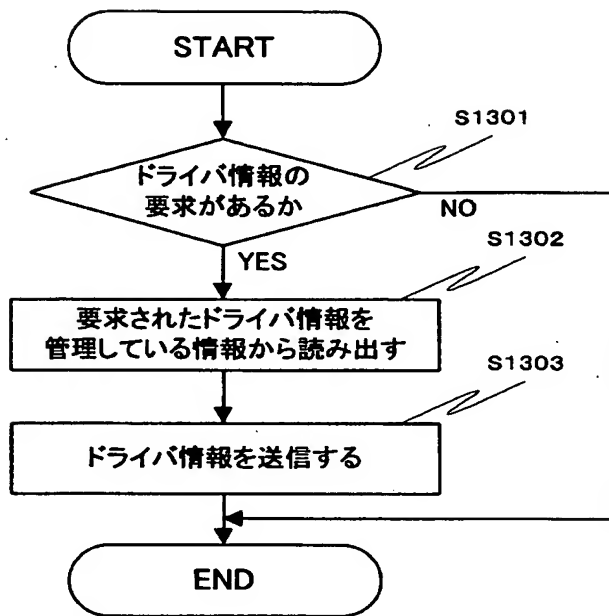 START
S1301
ドライバ情報の
要求があるか
NO
YES
S1302
要求されたドライバ情報を
管理している情報から読み出す
S1303
ドライバ情報を送信する
END